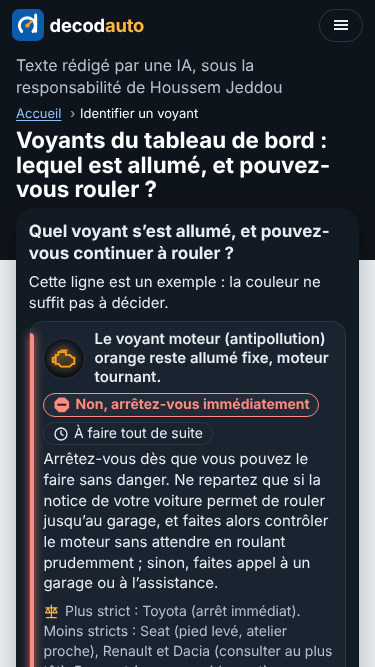 decodauto
Texte rédigé par une IA, sous la
responsabilité de Houssem Jeddou
Accueil › Identifier un voyant
Voyants du tableau de bord :
lequel est allumé, et pouvez-
vous rouler ?
Quel voyant s’est allumé, et pouvez-
vous continuer à rouler ?
Cette ligne est un exemple : la couleur ne
suffit pas à décider.
Le voyant moteur (antipollution)
orange reste allumé fixe, moteur
tournant.
Non, arrêtez-vous immédiatement
À faire tout de suite
Arrêtez-vous dès que vous pouvez le
faire sans danger. Ne repartez que si la
notice de votre voiture permet de rouler
jusqu’au garage, et faites alors contrôler
le moteur sans attendre en roulant
prudemment ; sinon, faites appel à un
garage ou à l’assistance.
Plus strict : Toyota (arrêt immédiat).
Moins stricts : Seat (pied levé, atelier
proche), Renault et Dacia (consulter au plus